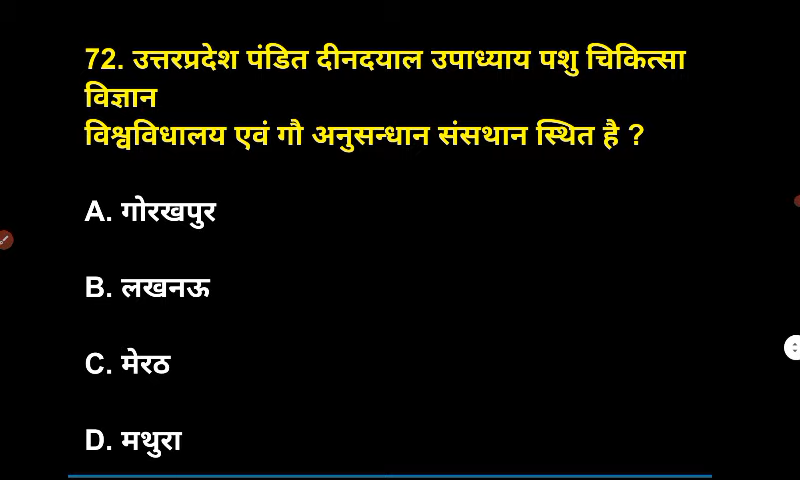 72. उत्तरप्रदेश पंडित दीनदयाल उपाध्याय पशु चिकित्सा
विज्ञान
विश्वविधालय एवं गौ अनुसन्धान संसथान स्थित है ?
A. गोरखपुर
B. लखनऊ
C. मेरठ
D. मथुरा